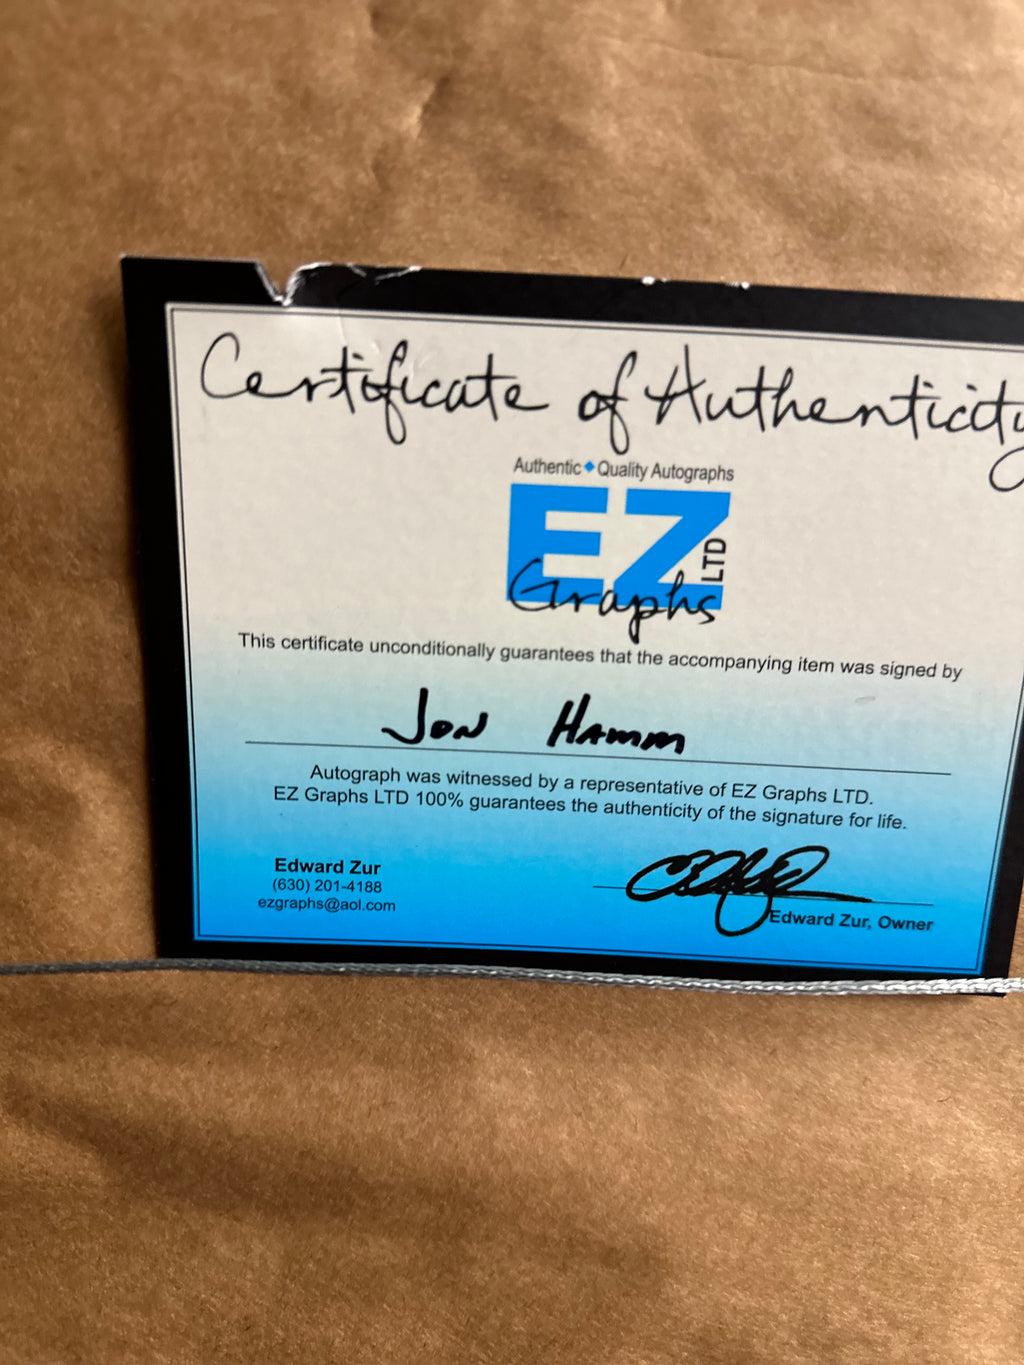 Certificate of Authenticity
Authentic◆Quality Autographs
EZ LTD
Graphs
This certificate unconditionally guarantees that the accompanying item was signed by
Jon Hamm
Autograph was witnessed by a representative of EZ Graphs LTD.
EZ Graphs LTD 100% guarantees the authenticity of the signature for life.
Edward Zur
(630) 201-4188
ezgraphs@aol.com
Edward Zur, Owner